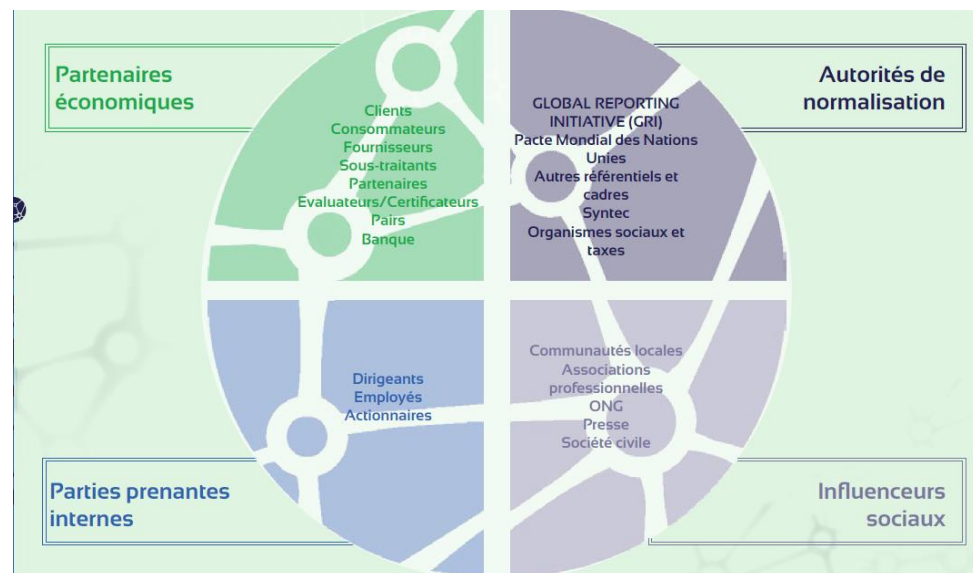 Partenaires
économiques
Clients
Consommateurs
Fournisseurs
Sous-traitants
Partenaires
Evaluateurs/Certificateurs
Pairs
Banque
GLOBAL REPORTING
INITIATIVE (GRI)
Pacte Mondial des Nations
Unies
Autres référentiels et
cadres
Syntec
Organismes sociaux et
taxes
Autorités de
normalisation
Parties prenantes
internes
Dirigeants
Employés
Actionnaires
Communautés locales
Associations
professionnelles
ONG
Presse
Société civile
Influenceurs
sociaux